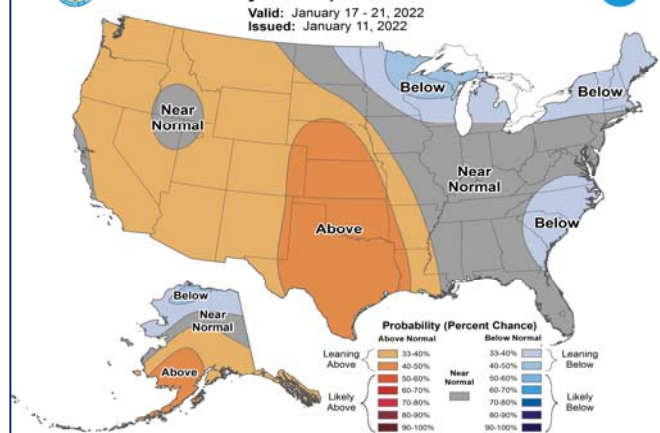 Valid: January 17 - 21, 2022
Issued: January 11, 2022
Below
Below
Near
Normal
Near
Normal
Below
Above
Below
Near
Normal
Above
Probability (Percent Chance)
Above Normal
Below Normal
Leaning
Above
33-40%
40-50%
50-60%
60-70%
70-80%
80-90%
90-100%
Likely
Above
Near
Normal
33-40%
40-50%
50-60%
60-70%
70-80%
80-90%
90-100%
Leaning
Below
Likely
Below